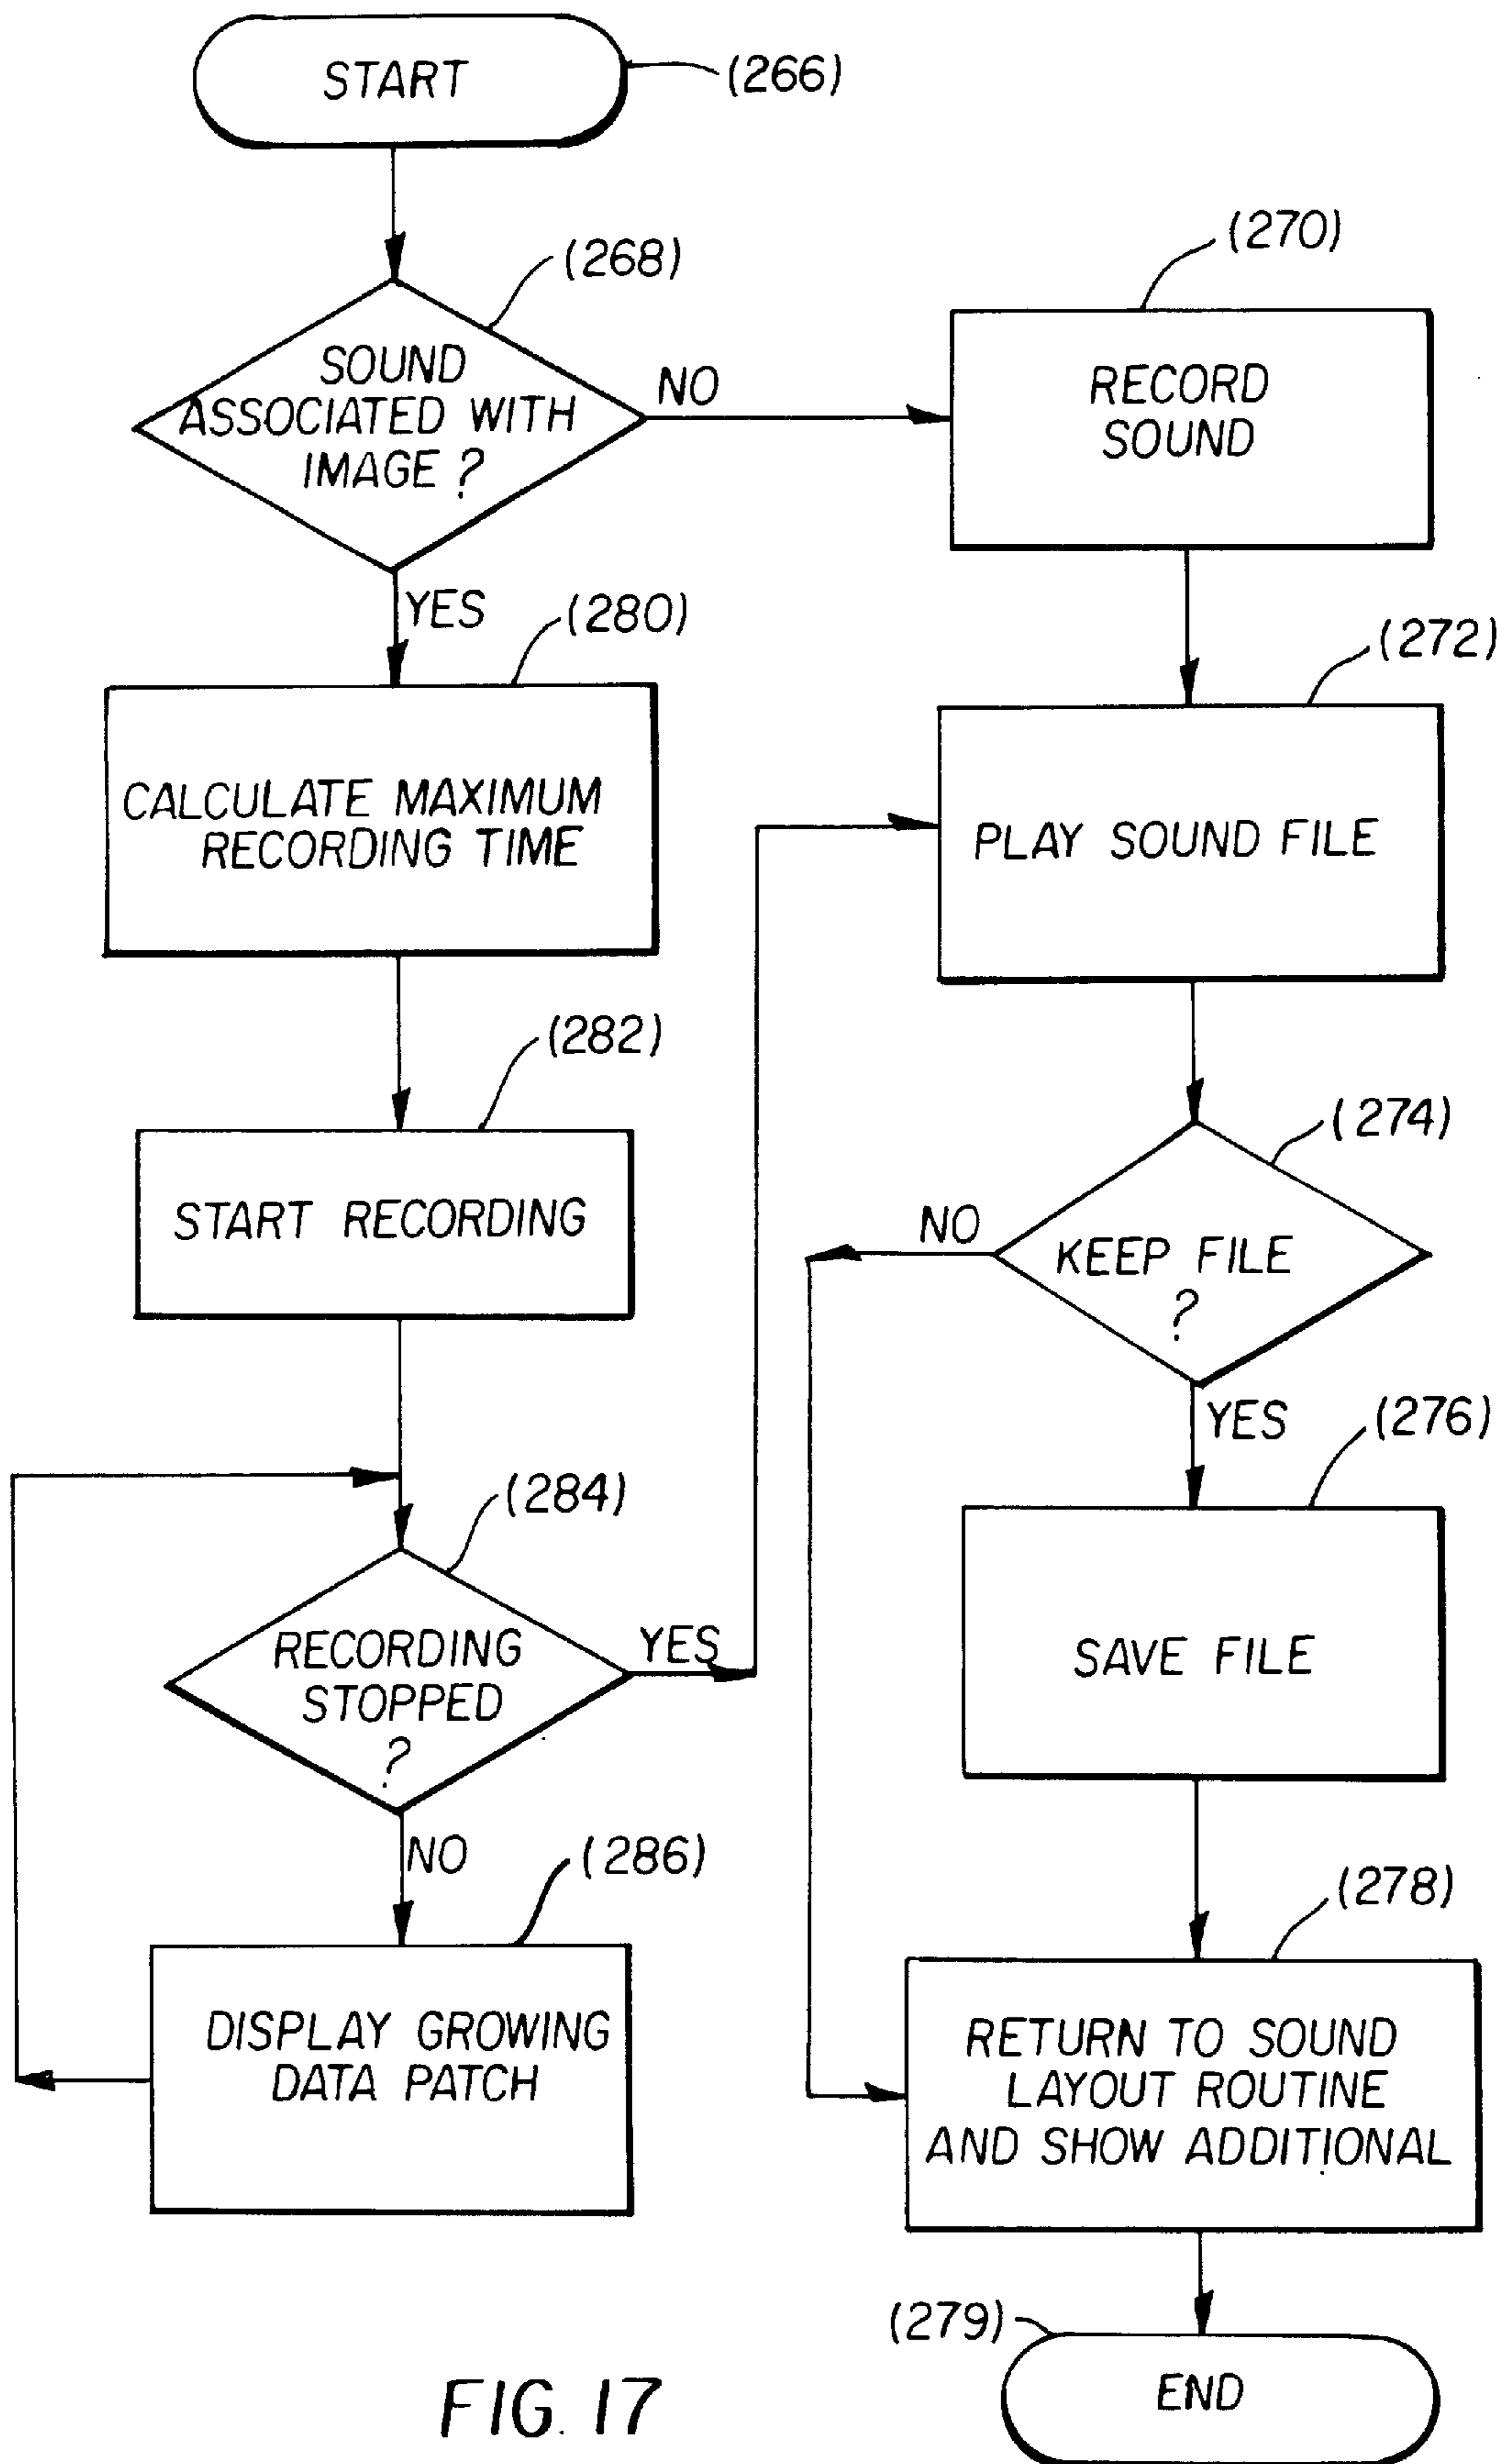 START
(266)
(268)
SOUND
ASSOCIATED WITH
IMAGE ?
NO
(270)
RECORD
SOUND
YES
(280)
CALCULATE MAXIMUM
RECORDING TIME
(272)
PLAY SOUND FILE
(282)
START RECORDING
(274)
KEEP FILE
?
NO
YES
(284)
RECORDING
STOPPED
?
YES
NO
(276)
SAVE FILE
(286)
DISPLAY GROWING
DATA PATCH
(278)
RETURN TO SOUND
LAYOUT ROUTINE
AND SHOW ADDITIONAL
(279)
END
FIG. 17